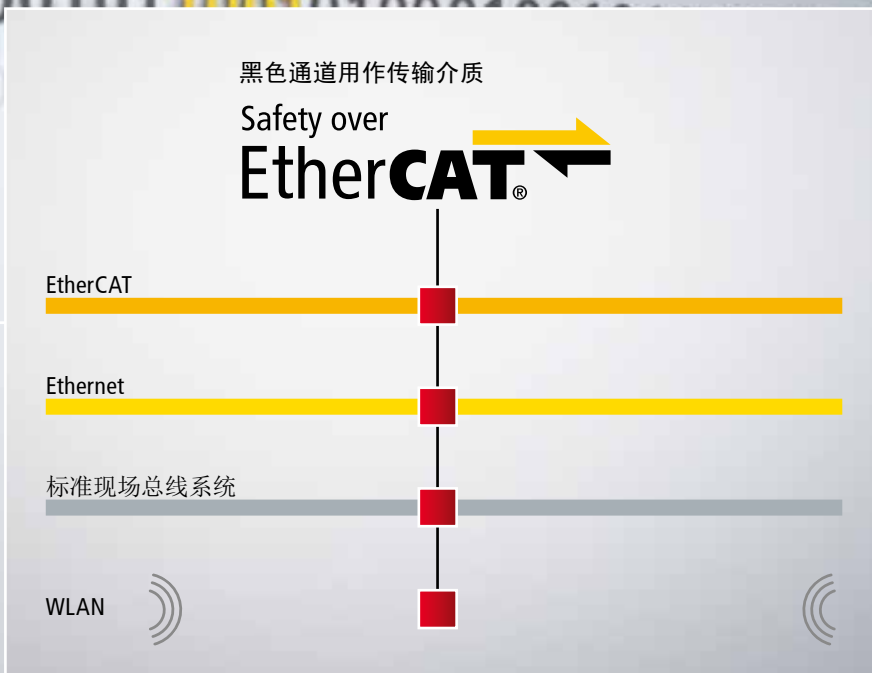 黑色通道用作传输介质
Safety over
EtherCAT®
EtherCAT
Ethernet
标准现场总线系统
WLAN